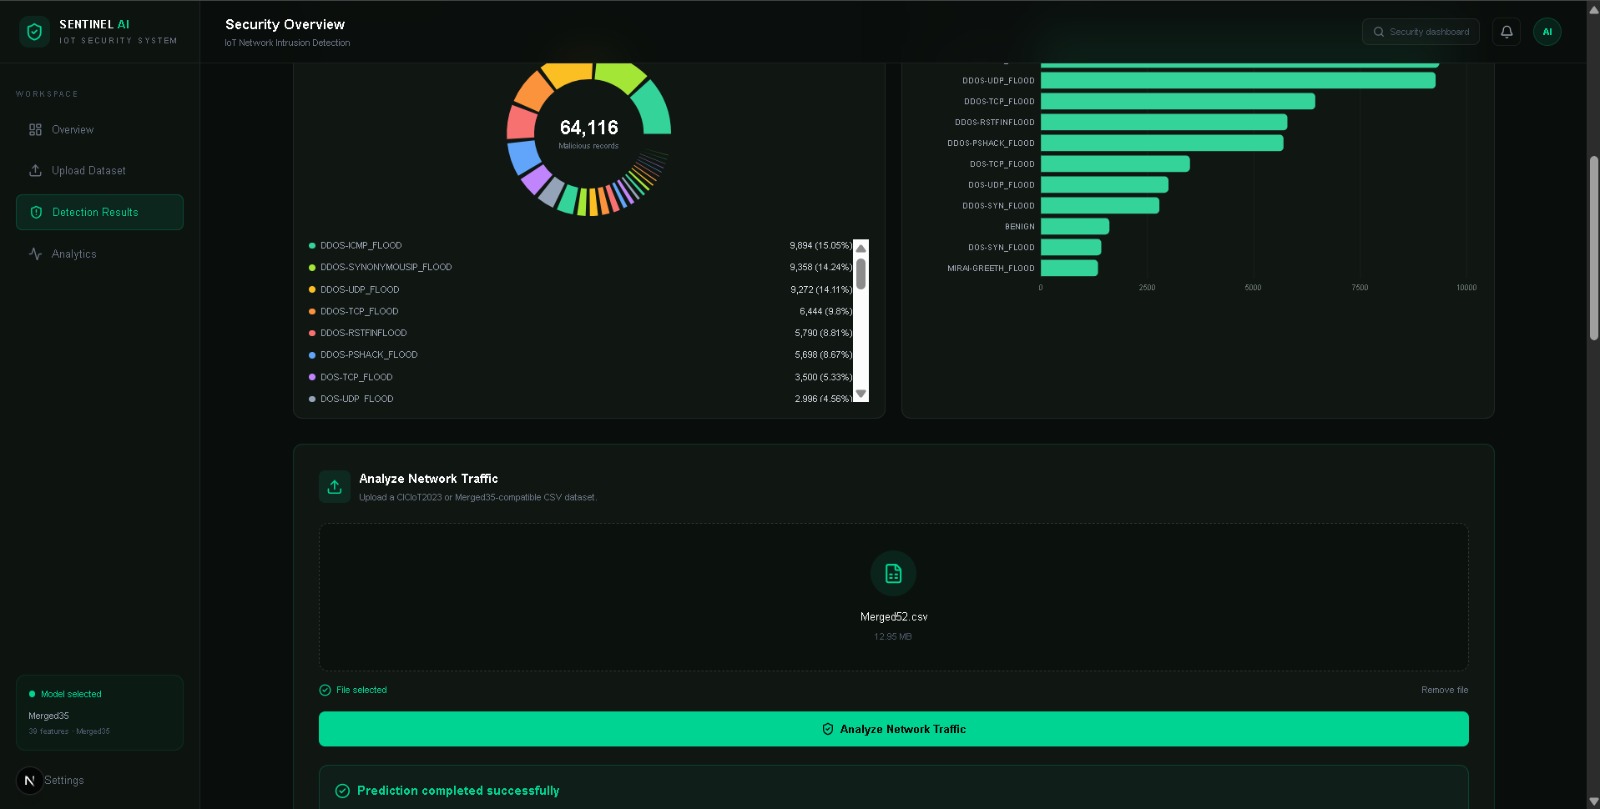 SENTINEL AI
IOT SECURITY SYSTEM
Security Overview
IoT Network Intrusion Detection
Security dashboard
AI
WORKSPACE
Overview
Upload Dataset
Detection Results
Analytics
64,116
Malicious records
DDOS-ICMP_FLOOD 9,894 (15.05%)
DDOS-SYNONYMOUSIP_FLOOD 9,358 (14.24%)
DDOS-UDP_FLOOD 9,272 (14.11%)
DDOS-TCP_FLOOD 6,444 (9.8%)
DDOS-RSTFINFLOOD 5,790 (8.81%)
DDOS-PSHACK_FLOOD 5,698 (8.67%)
DOS-TCP_FLOOD 3,500 (5.33%)
DOS-UDP_FLOOD 2,996 (4.56%)
DDOS-UDP_FLOOD
DDOS-TCP_FLOOD
DDOS-RSTFINFLOOD
DDOS-PSHACK_FLOOD
DOS-TCP_FLOOD
DOS-UDP_FLOOD
DDOS-SYN_FLOOD
BENIGN
DOS-SYN_FLOOD
MIRAI-GREETH_FLOOD
0 2500 5000 7500 10000
Analyze Network Traffic
Upload a CICIoT2023 or Merged35-compatible CSV dataset.
Merged52.csv
12.95 MB
File selected
Remove file
Analyze Network Traffic
Prediction completed successfully
Model selected
Merged35
39 features · Merged35
N
Settings